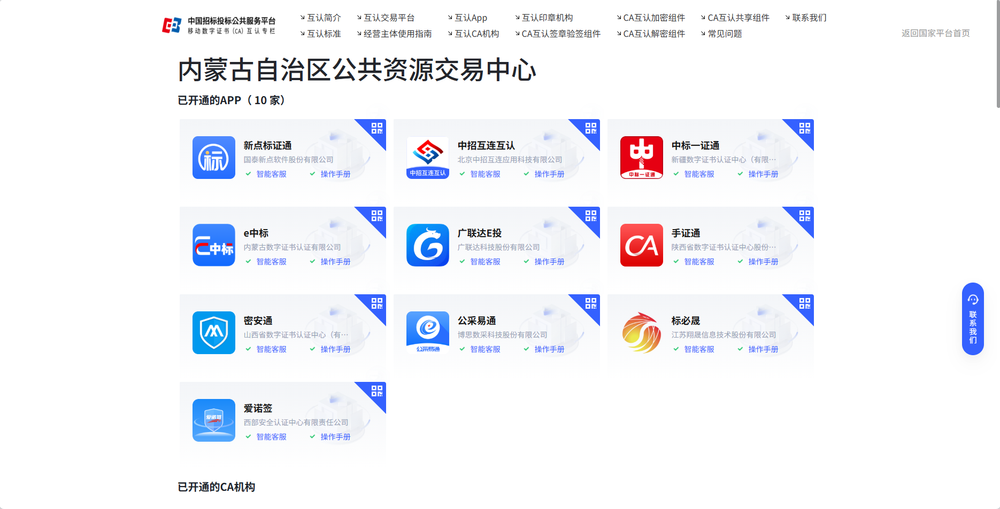 中国招标投标公共服务平台
移动数字证书(CA)互认专栏
互认简介
互认交易平台
互认App
互认印章机构
CA互认加密组件
CA互认共享组件
联系我们
互认标准
经营主体使用指南
互认CA机构
CA互认签章验签组件
CA互认解密组件
常见问题
返回国家平台首页
内蒙古自治区公共资源交易中心
已开通的APP（ 10 家）
标
新点标证通
国泰新点软件股份有限公司
智能客服 操作手册
中招互连互认
中招互连互认
北京中招互连应用科技有限公司
智能客服 操作手册
中标一证通
中标一证通
新疆数字证书认证中心（有限…
智能客服 操作手册
中标
e中标
内蒙古数字证书认证有限公司
智能客服 操作手册
广联达E投
广联达科技股份有限公司
智能客服 操作手册
CA
手证通
陕西省数字证书认证中心股份…
智能客服 操作手册
密安通
山西省数字证书认证中心（有…
智能客服 操作手册
公采易通
公采易通
博思数采科技股份有限公司
智能客服 操作手册
标必晟
江苏翔晟信息技术股份有限公司
智能客服 操作手册
爱诺签
爱诺签
西部安全认证中心有限责任公司
智能客服 操作手册
联系我们
已开通的CA机构